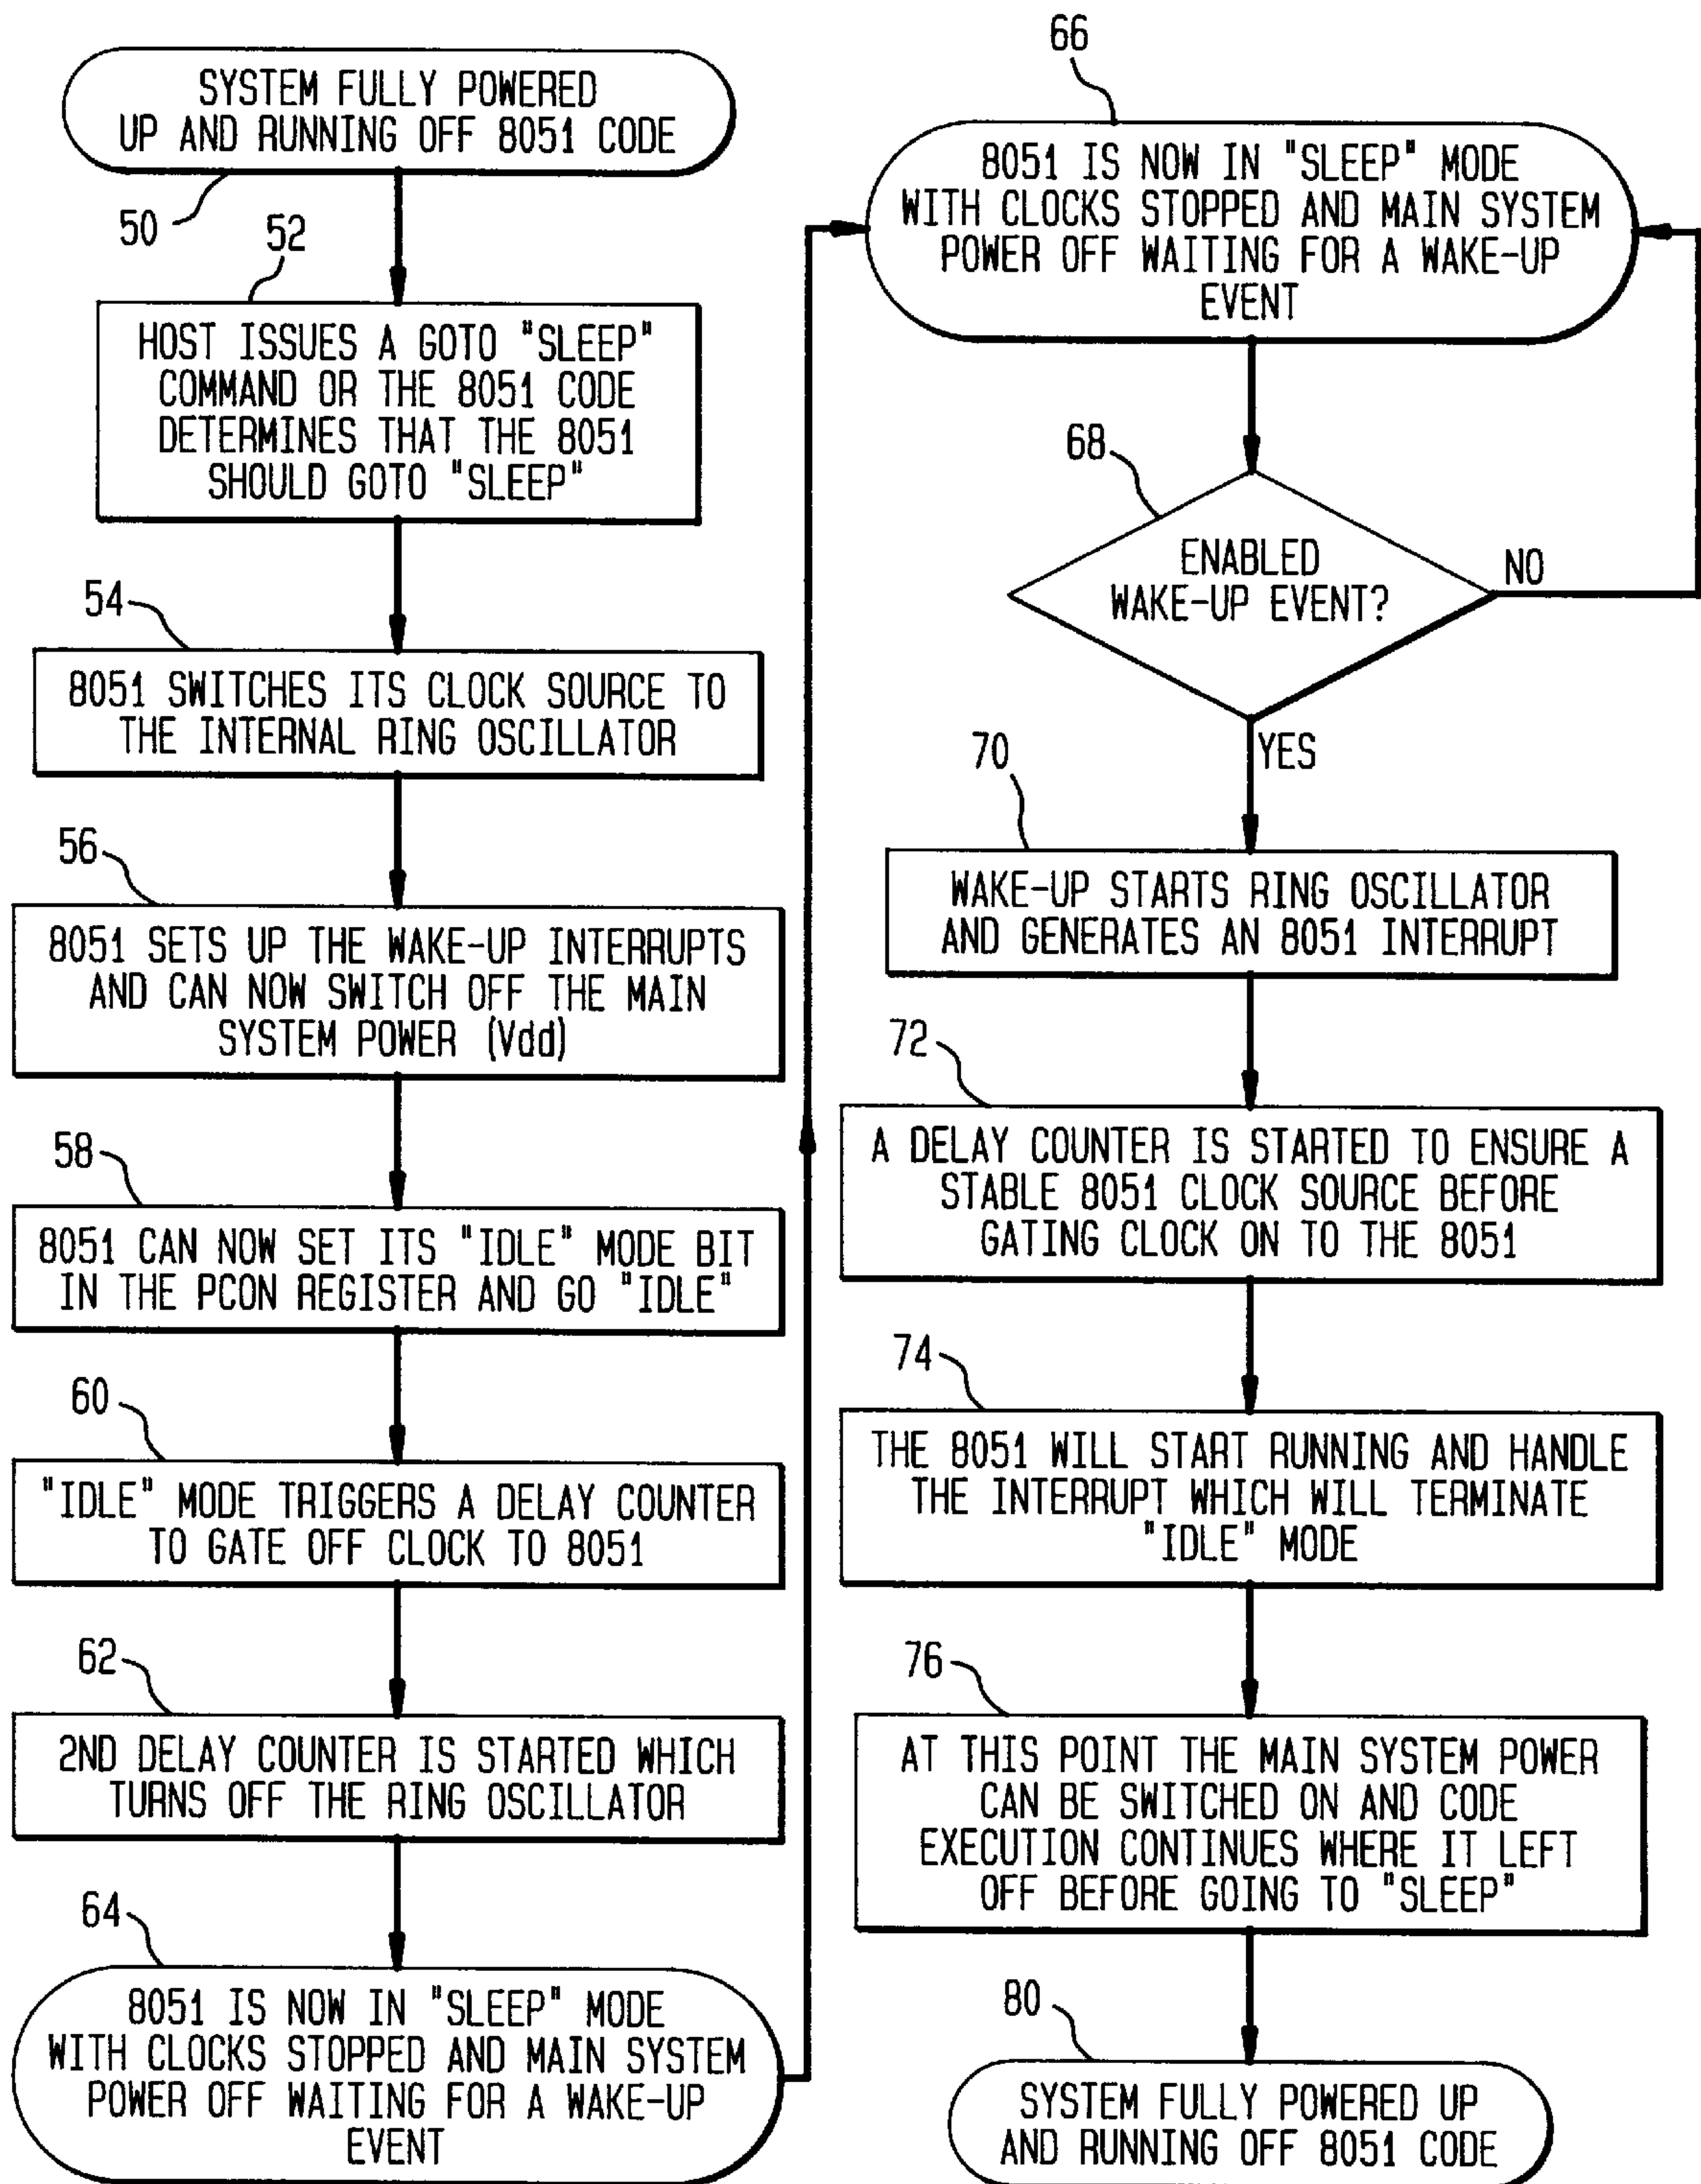 SYSTEM FULLY POWERED
UP AND RUNNING OFF 8051 CODE
50
52
HOST ISSUES A GOTO "SLEEP"
COMMAND OR THE 8051 CODE
DETERMINES THAT THE 8051
SHOULD GOTO "SLEEP"
54
8051 SWITCHES ITS CLOCK SOURCE TO
THE INTERNAL RING OSCILLATOR
56
8051 SETS UP THE WAKE-UP INTERRUPTS
AND CAN NOW SWITCH OFF THE MAIN
SYSTEM POWER (Vdd)
58
8051 CAN NOW SET ITS "IDLE" MODE BIT
IN THE PCON REGISTER AND GO "IDLE"
60
"IDLE" MODE TRIGGERS A DELAY COUNTER
TO GATE OFF CLOCK TO 8051
62
2ND DELAY COUNTER IS STARTED WHICH
TURNS OFF THE RING OSCILLATOR
64
8051 IS NOW IN "SLEEP" MODE
WITH CLOCKS STOPPED AND MAIN SYSTEM
POWER OFF WAITING FOR A WAKE-UP
EVENT
66
8051 IS NOW IN "SLEEP" MODE
WITH CLOCKS STOPPED AND MAIN SYSTEM
POWER OFF WAITING FOR A WAKE-UP
EVENT
68
ENABLED
WAKE-UP EVENT?
NO
YES
70
WAKE-UP STARTS RING OSCILLATOR
AND GENERATES AN 8051 INTERRUPT
72
A DELAY COUNTER IS STARTED TO ENSURE A
STABLE 8051 CLOCK SOURCE BEFORE
GATING CLOCK ON TO THE 8051
74
THE 8051 WILL START RUNNING AND HANDLE
THE INTERRUPT WHICH WILL TERMINATE
"IDLE" MODE
76
AT THIS POINT THE MAIN SYSTEM POWER
CAN BE SWITCHED ON AND CODE
EXECUTION CONTINUES WHERE IT LEFT
OFF BEFORE GOING TO "SLEEP"
80
SYSTEM FULLY POWERED UP
AND RUNNING OFF 8051 CODE